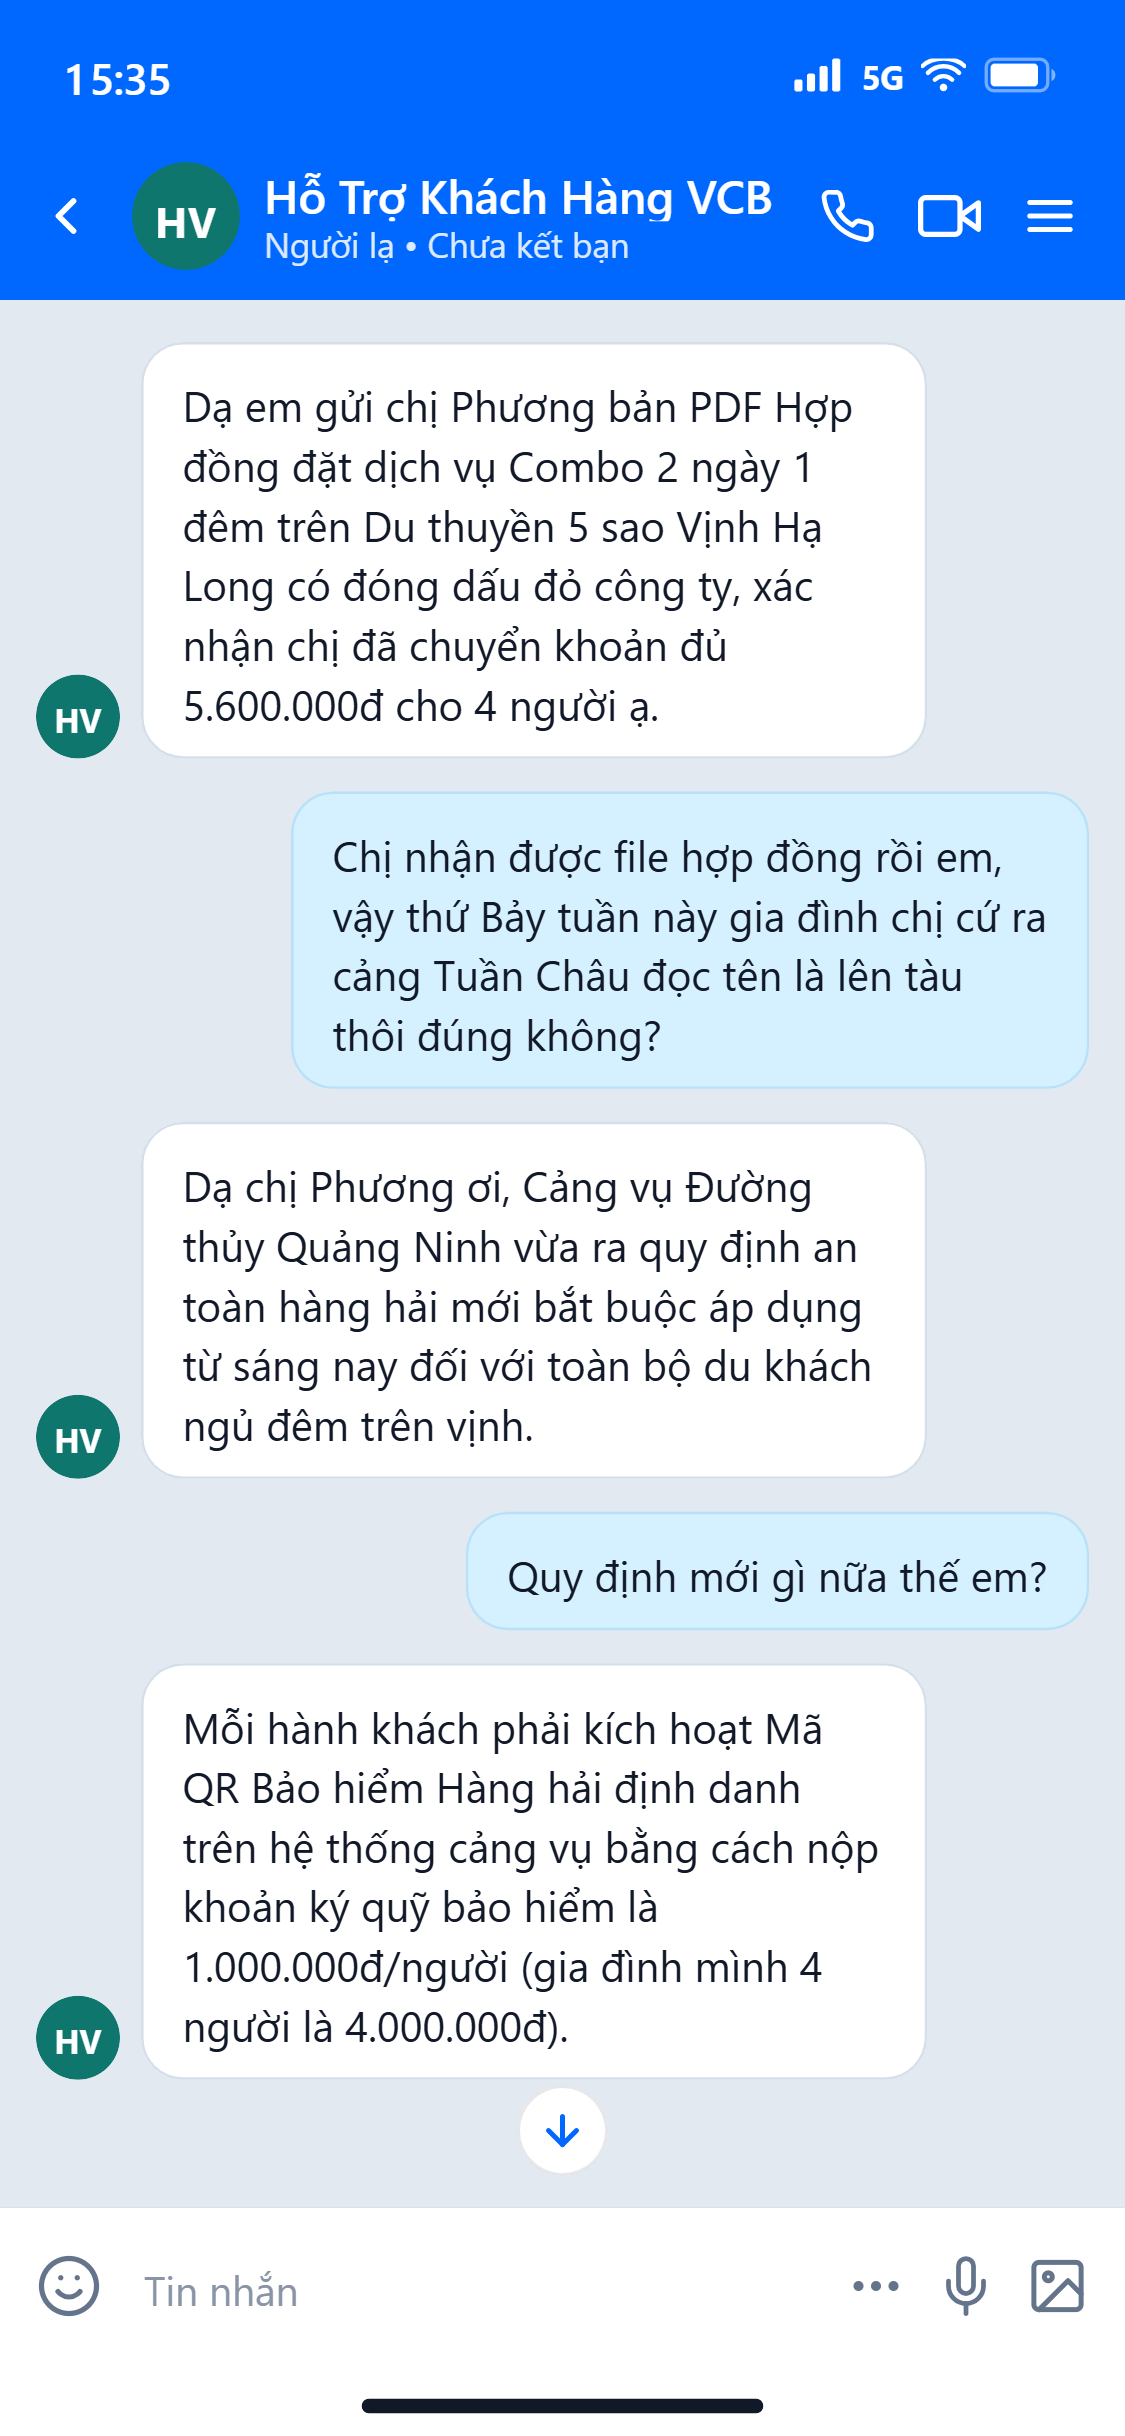 15:35
5G
HV
Hỗ Trợ Khách Hàng VCB
Người lạ • Chưa kết bạn
Dạ em gửi chị Phương bản PDF Hợp
đồng đặt dịch vụ Combo 2 ngày 1
đêm trên Du thuyền 5 sao Vịnh Hạ
Long có đóng dấu đỏ công ty, xác
nhận chị đã chuyển khoản đủ
5.600.000đ cho 4 người ạ.
HV
Chị nhận được file hợp đồng rồi em,
vậy thứ Bảy tuần này gia đình chị cứ ra
cảng Tuần Châu đọc tên là lên tàu
thôi đúng không?
Dạ chị Phương ơi, Cảng vụ Đường
thủy Quảng Ninh vừa ra quy định an
toàn hàng hải mới bắt buộc áp dụng
từ sáng nay đối với toàn bộ du khách
ngủ đêm trên vịnh.
HV
Quy định mới gì nữa thế em?
Mỗi hành khách phải kích hoạt Mã
QR Bảo hiểm Hàng hải định danh
trên hệ thống cảng vụ bằng cách nộp
khoản ký quỹ bảo hiểm là
1.000.000đ/người (gia đình mình 4
người là 4.000.000đ).
HV
Tin nhắn